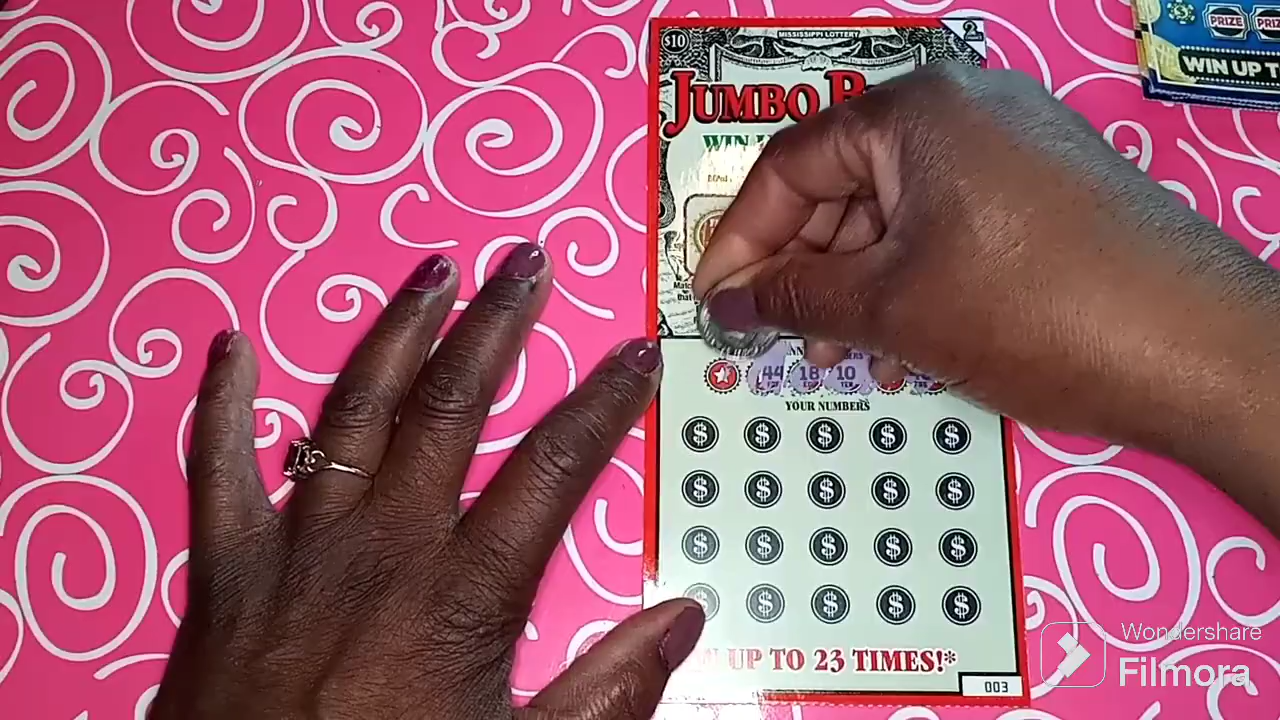 MISSISSIPPI LOTTERY
$10
2
JUMBO
WIN
PRIZE
WIN UP T
44 18 10
YOUR NUMBERS
$ $ $ $ $
$ $ $ $ $
$ $ $ $ $
$ $ $ $ $
UP TO 23 TIMES!*
003
Wondershare
Filmora